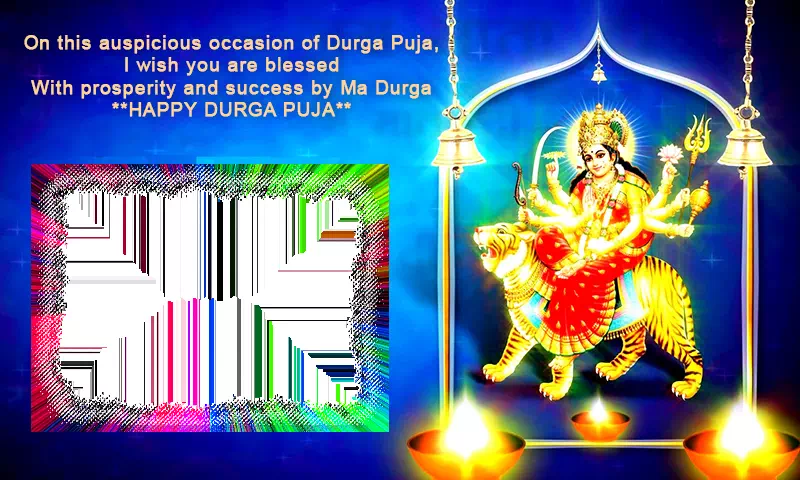 On this auspicious occasion of Durga Puja,
I wish you are blessed
With prosperity and success by Ma Durga
**HAPPY DURGA PUJA**